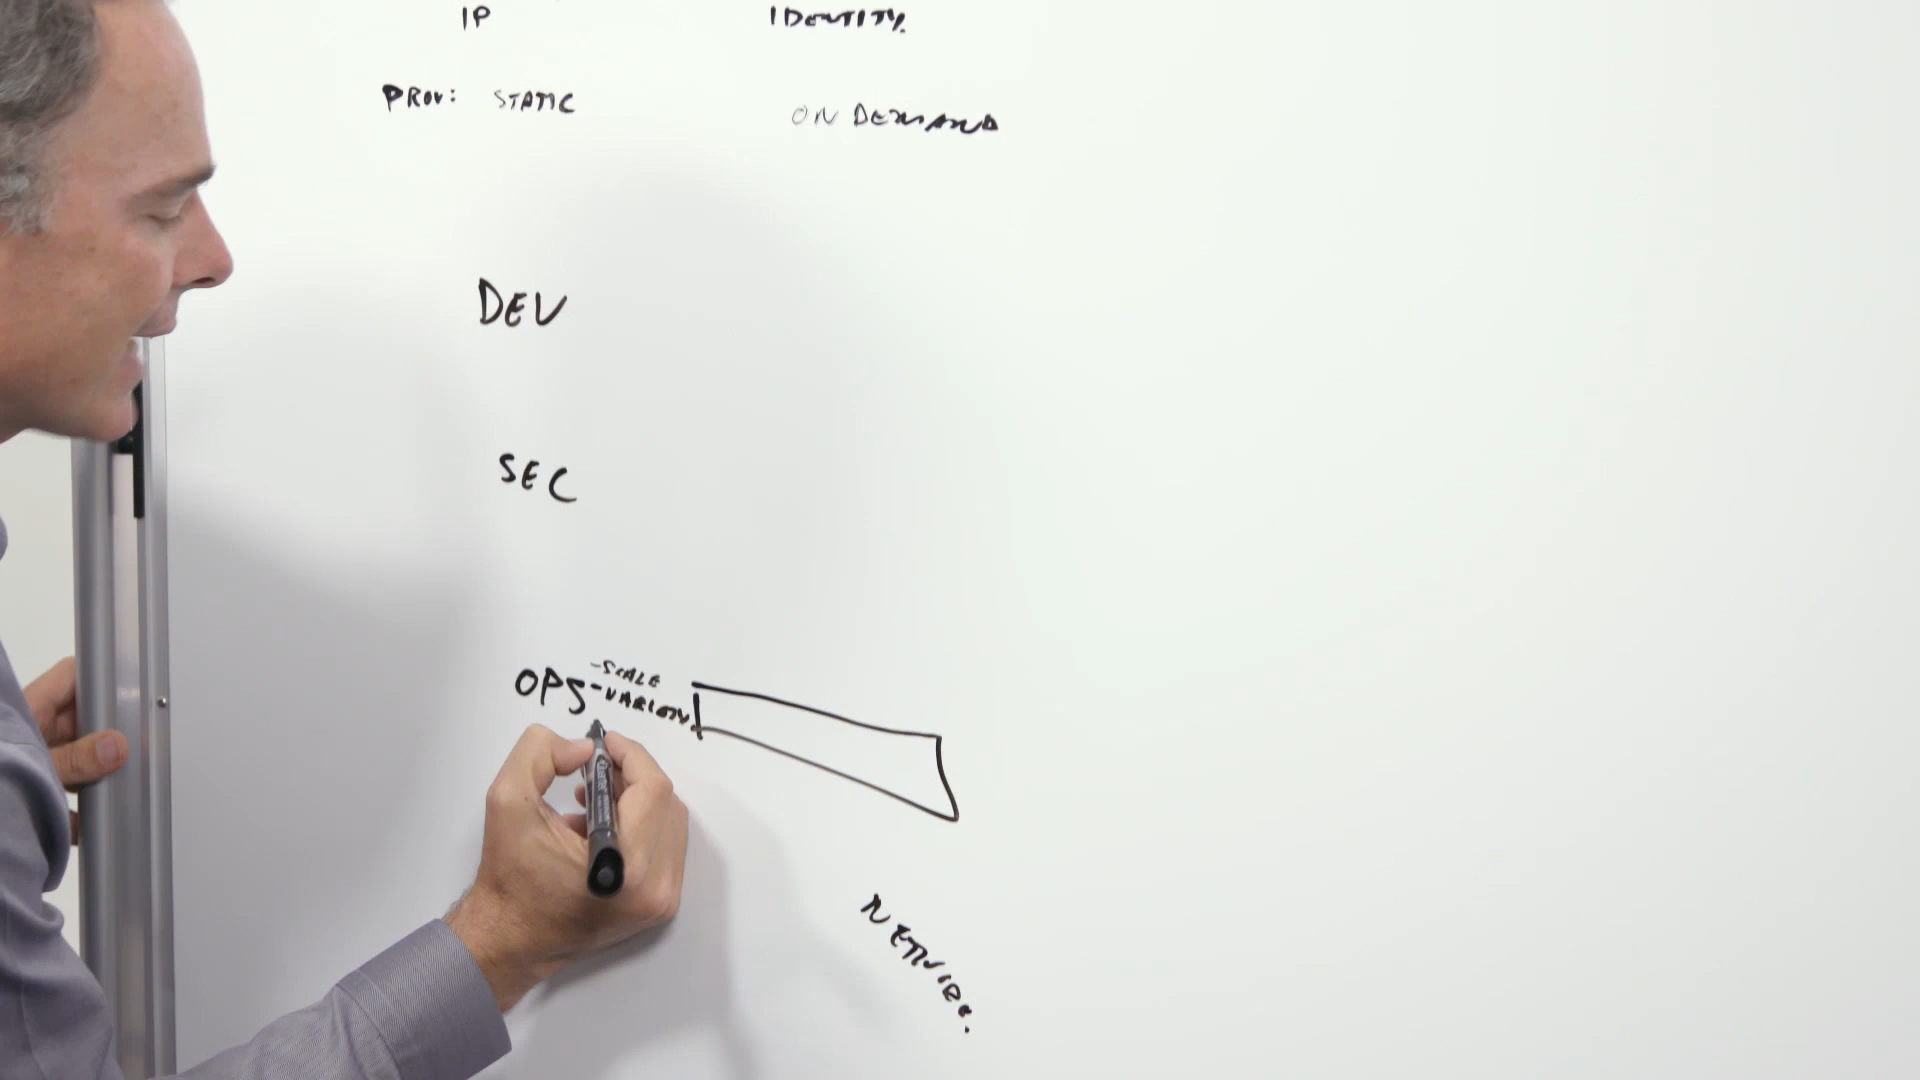 IP IDENTITY.
PROV: STATIC ON DEMAND
DEV
SEC
OPS -SCALE
-VARIETY
NETWORK.